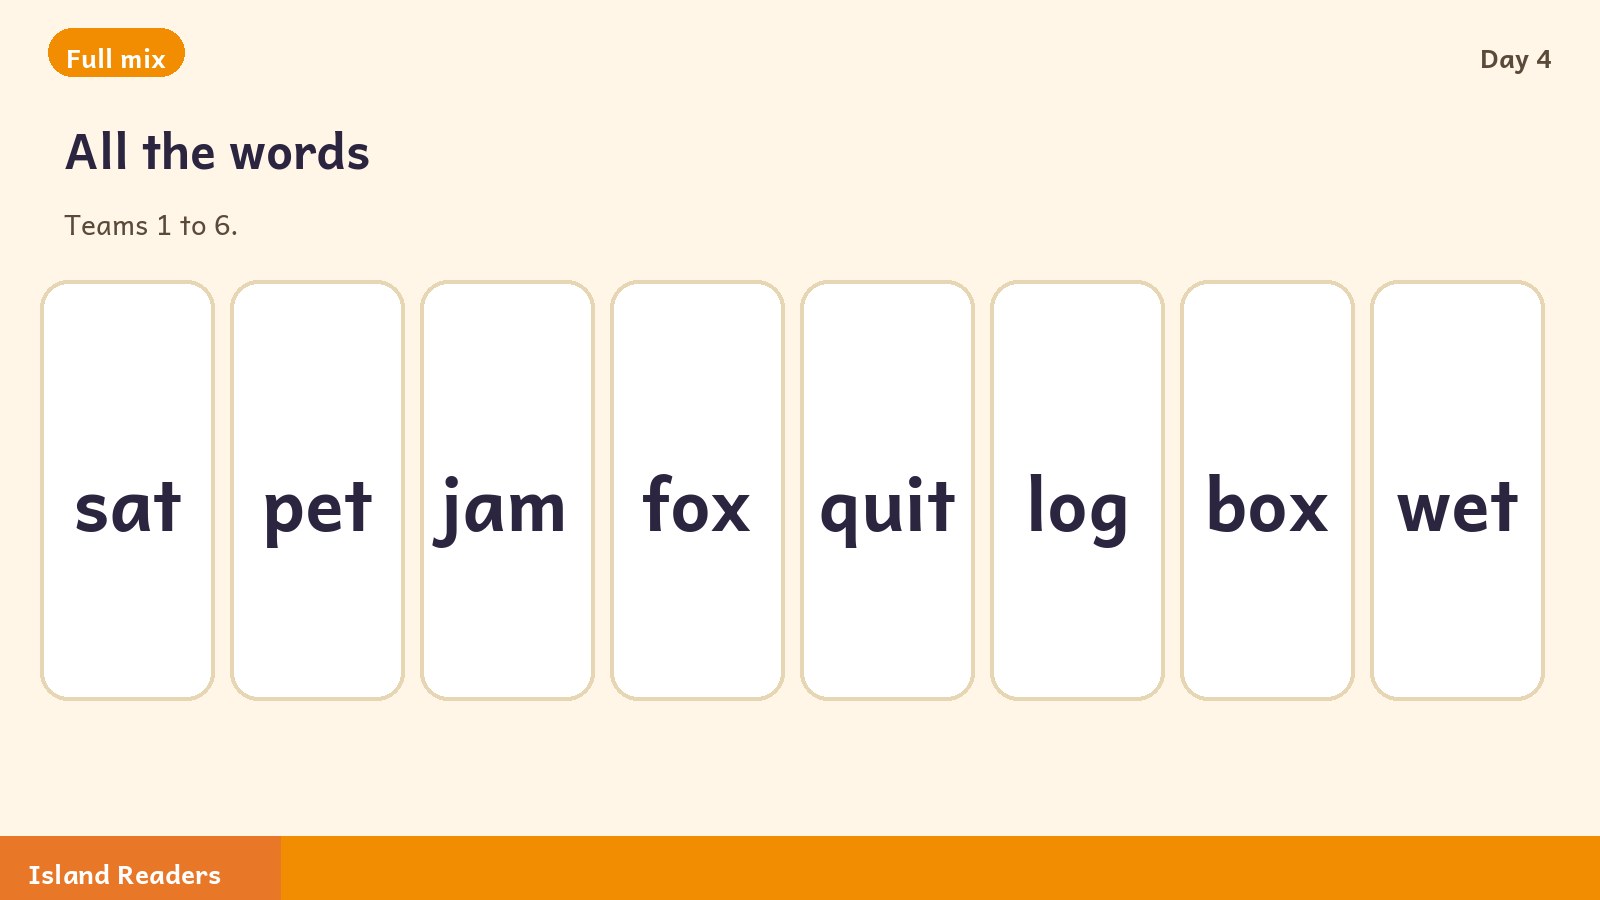 Full mix
Day 4
All the words
Teams 1 to 6.
sat pet jam fox quit log box wet
Island Readers